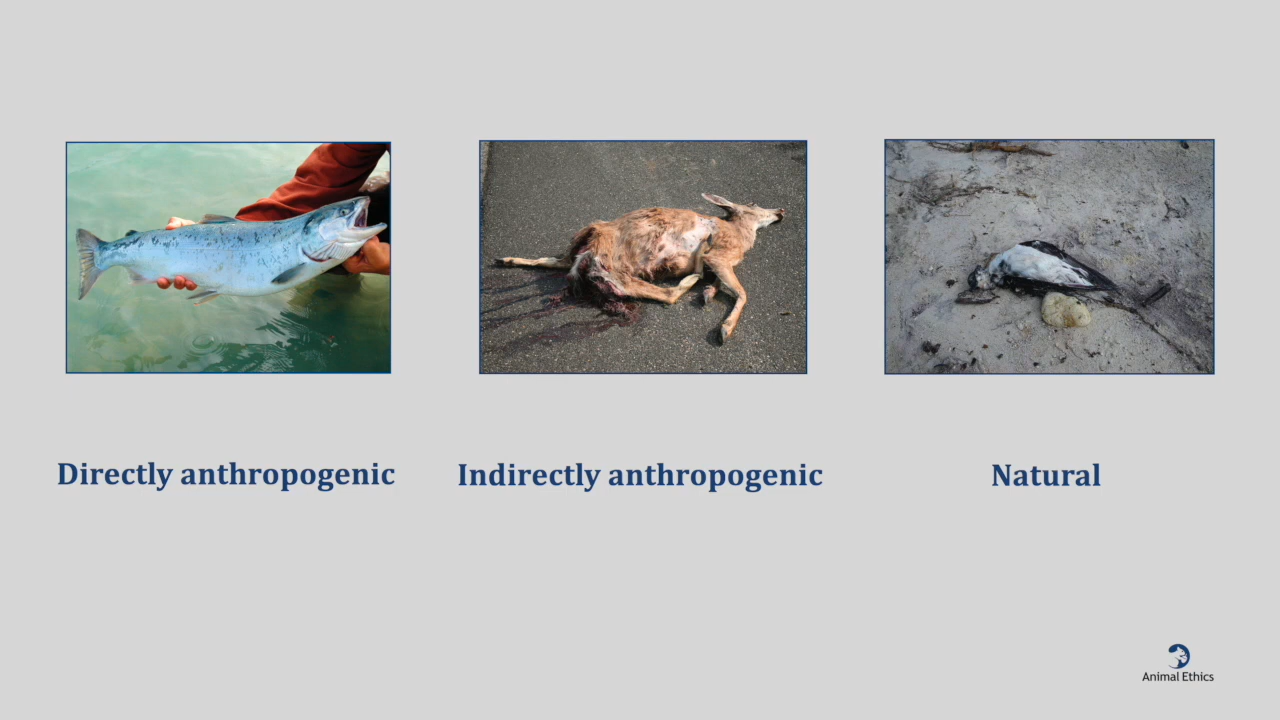 Directly anthropogenic
Indirectly anthropogenic
Natural
Animal Ethics